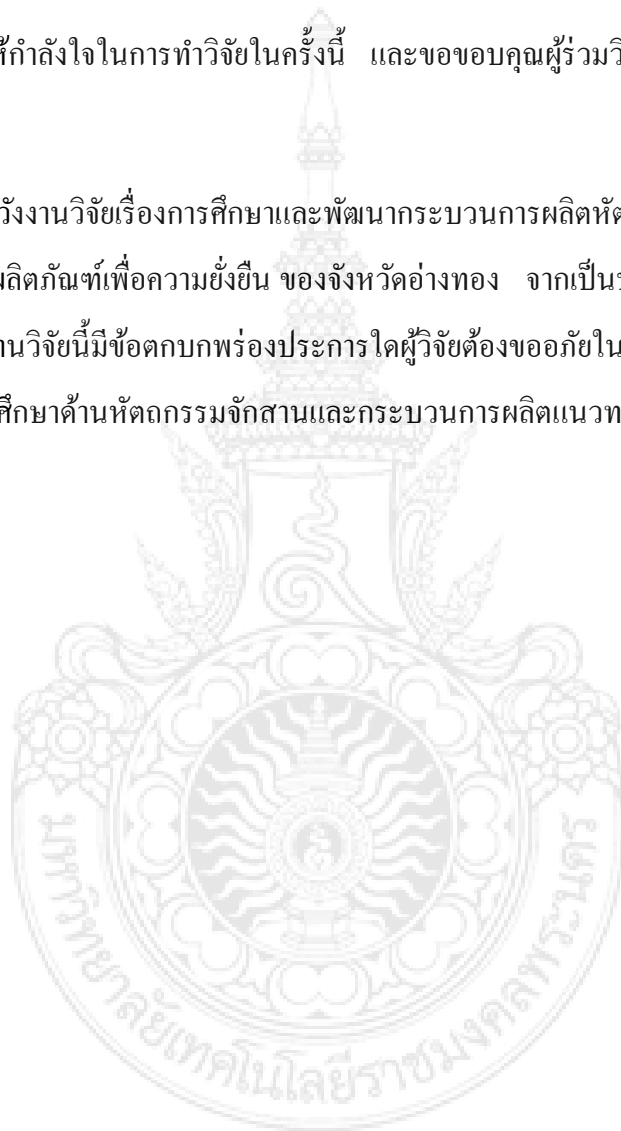 ห้กำลังใจในการทำวิจัยในครั้งนี้ และขอขอบคุณผู้ร่วมวิ
วังงานวิจัยเรื่องการศึกษาและพัฒนากระบวนการผลิตหัต
ผลิตภัณฑ์เพื่อความยั่งยืน ของจังหวัดอ่างทอง จากเป็นป
านวิจัยนี้มีข้อตกบกพร่องประการใดผู้วิจัยต้องขออภัยใน
ศึกษาด้านหัตถกรรมจักสานและกระบวนการผลิตแนวท
มหาวิทยาลัยเทคโนโลยีราชมงคลพระนคร